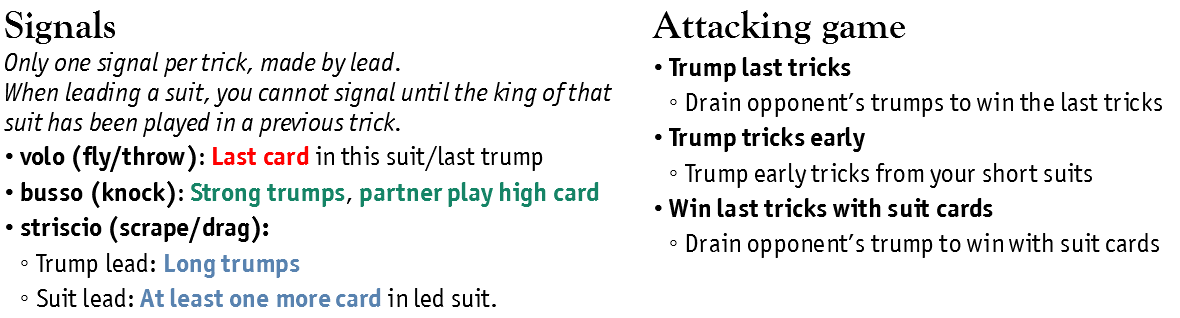 Signals
Only one signal per trick, made by lead.
When leading a suit, you cannot signal until the king of that
suit has been played in a previous trick.
• volo (fly/throw): Last card in this suit/last trump
• busso (knock): Strong trumps, partner play high card
• striscio (scrape/drag):
◦ Trump lead: Long trumps
◦ Suit lead: At least one more card in led suit.
Attacking game
• Trump last tricks
◦ Drain opponent’s trumps to win the last tricks
• Trump tricks early
◦ Trump early tricks from your short suits
• Win last tricks with suit cards
◦ Drain opponent’s trump to win with suit cards